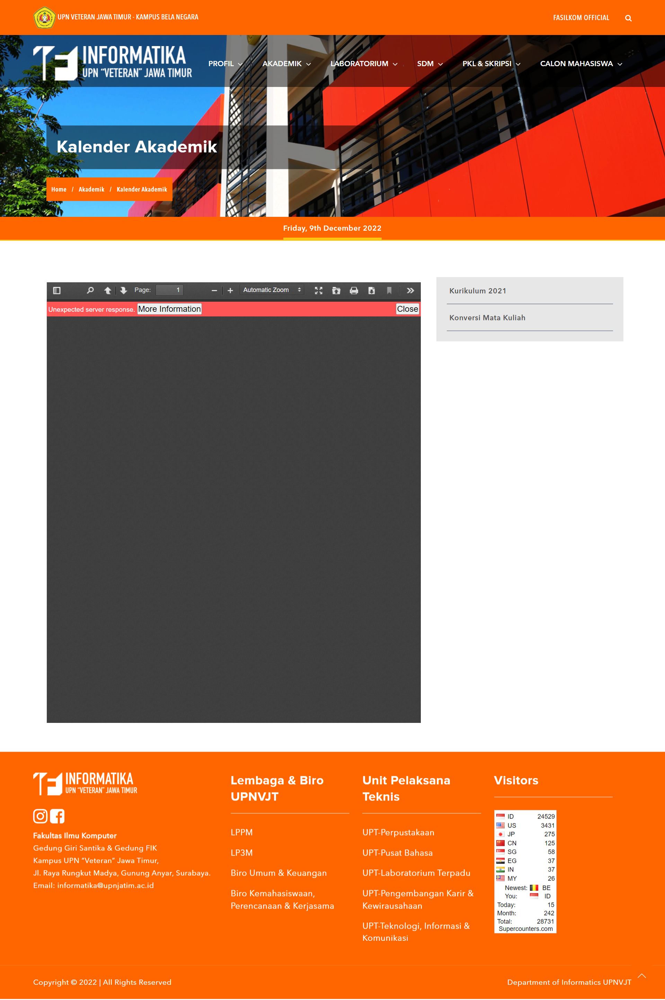 UPN VETERAN JAWA TIMUR - KAMPUS BELA NEGARA
FASILKOM OFFICIAL
INFORMATIKA
UPN “VETERAN” JAWA TIMUR
PROFIL
AKADEMIK
LABORATORIUM
SDM
PKL & SKRIPSI
CALON MAHASISWA
Kalender Akademik
Home / Akademik / Kalender Akademik
Friday, 9th December 2022
Page: 1
Automatic Zoom
Unexpected server response. More Information
Close
Kurikulum 2021
Konversi Mata Kuliah
INFORMATIKA
UPN “VETERAN” JAWA TIMUR
Fakultas Ilmu Komputer
Gedung Giri Santika & Gedung FIK
Kampus UPN “Veteran” Jawa Timur,
Jl. Raya Rungkut Madya, Gunung Anyar, Surabaya.
Email: informatika@upnjatim.ac.id
Lembaga & Biro
UPNVJT
LPPM
LP3M
Biro Umum & Keuangan
Biro Kemahasiswaan,
Perencanaan & Kerjasama
Unit Pelaksana
Teknis
UPT-Perpustakaan
UPT-Pusat Bahasa
UPT-Laboratorium Terpadu
UPT-Pengembangan Karir &
Kewirausahaan
UPT-Teknologi, Informasi &
Komunikasi
Visitors
ID 24529
US 3431
JP 275
CN 125
SG 58
EG 37
IN 37
MY 26
Newest: BE
You: ID
Today: 15
Month: 242
Total: 28731
Supercounters.com
Copyright © 2022 | All Rights Reserved
Department of Informatics UPNVJT